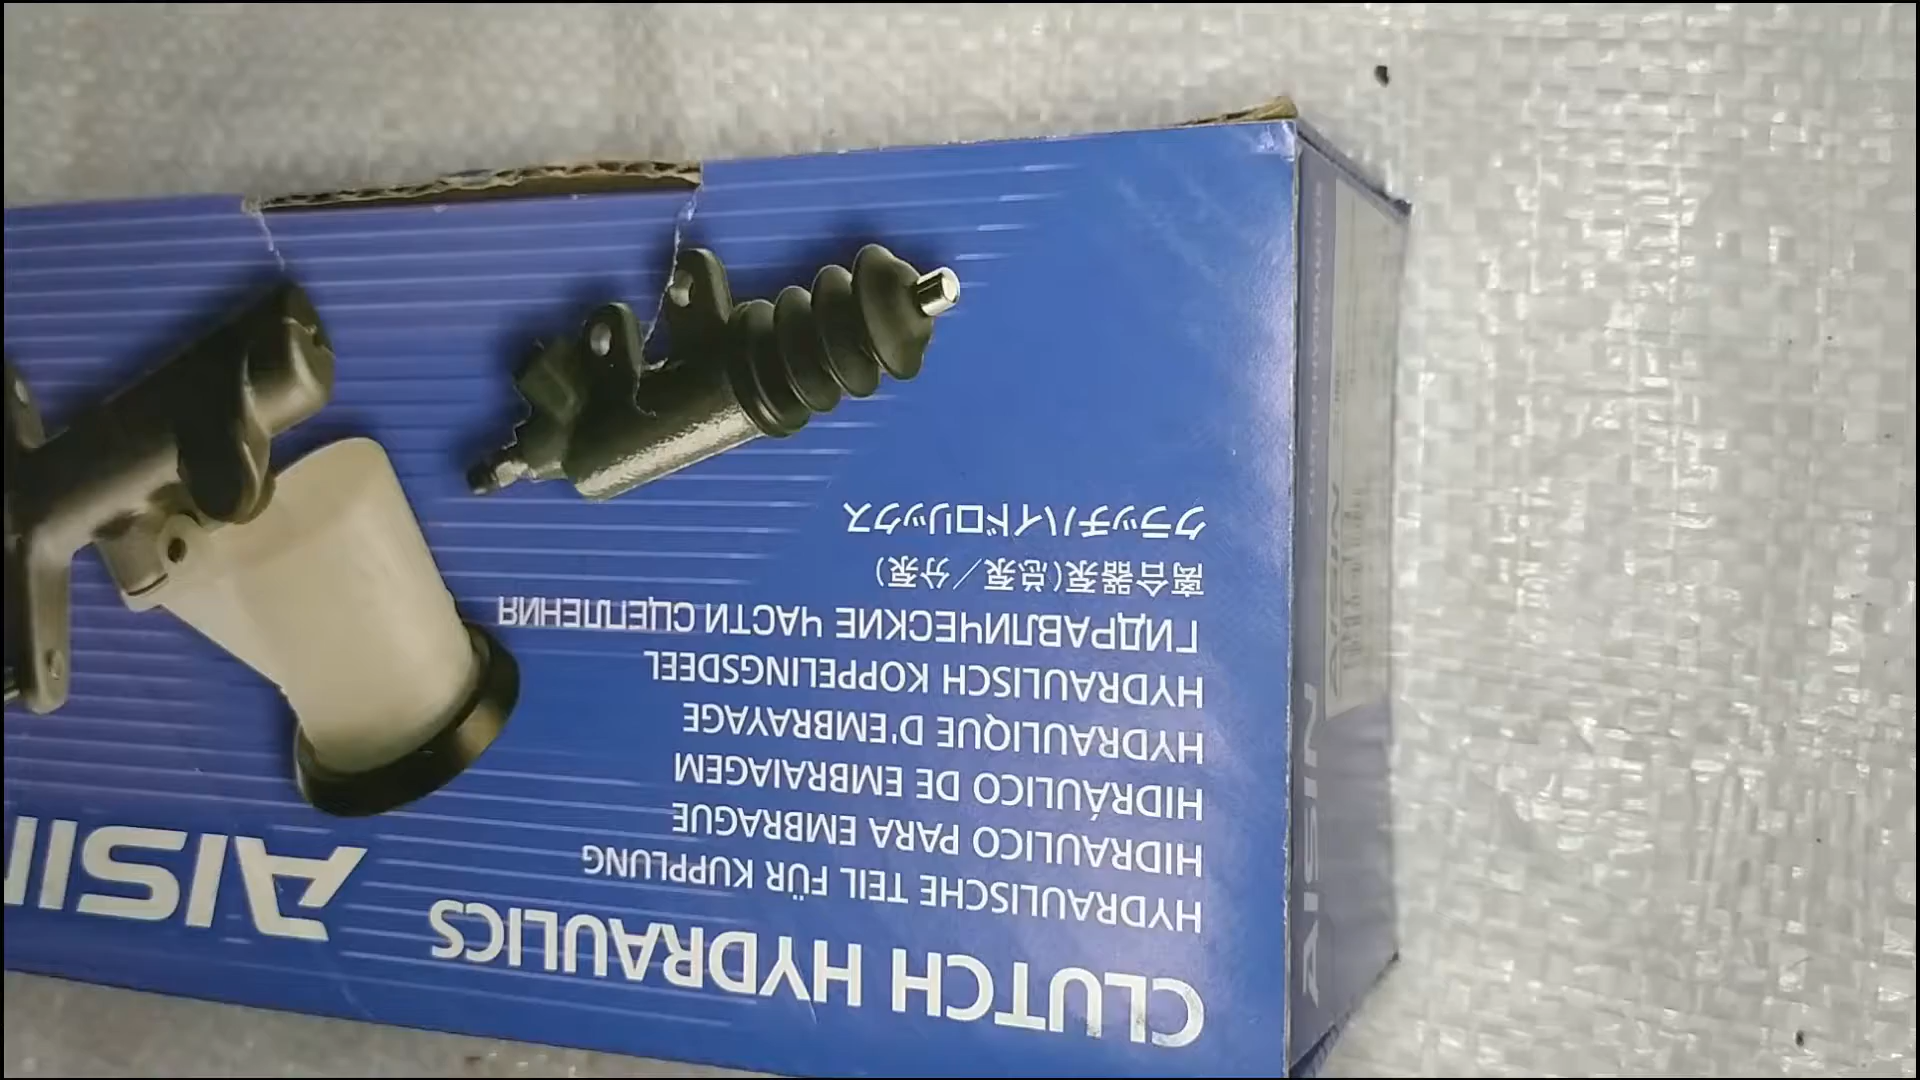 AISIN
CLUTCH HYDRAULICS
HYDRAULISCHE TEIL FÜR KUPPLUNG
HIDRAULICO PARA EMBRAGUE
HIDRÁULICO DE EMBRAIAGEM
HYDRAULIQUE D'EMBRAYAGE
HYDRAULISCH KOPPELINGSDEEL
ГИДРАВЛИЧЕСКИЕ ЧАСТИ СЦЕПЛЕНИЯ
离合器泵(总泵/分泵)
クラッチハイドロリックス
AISIN